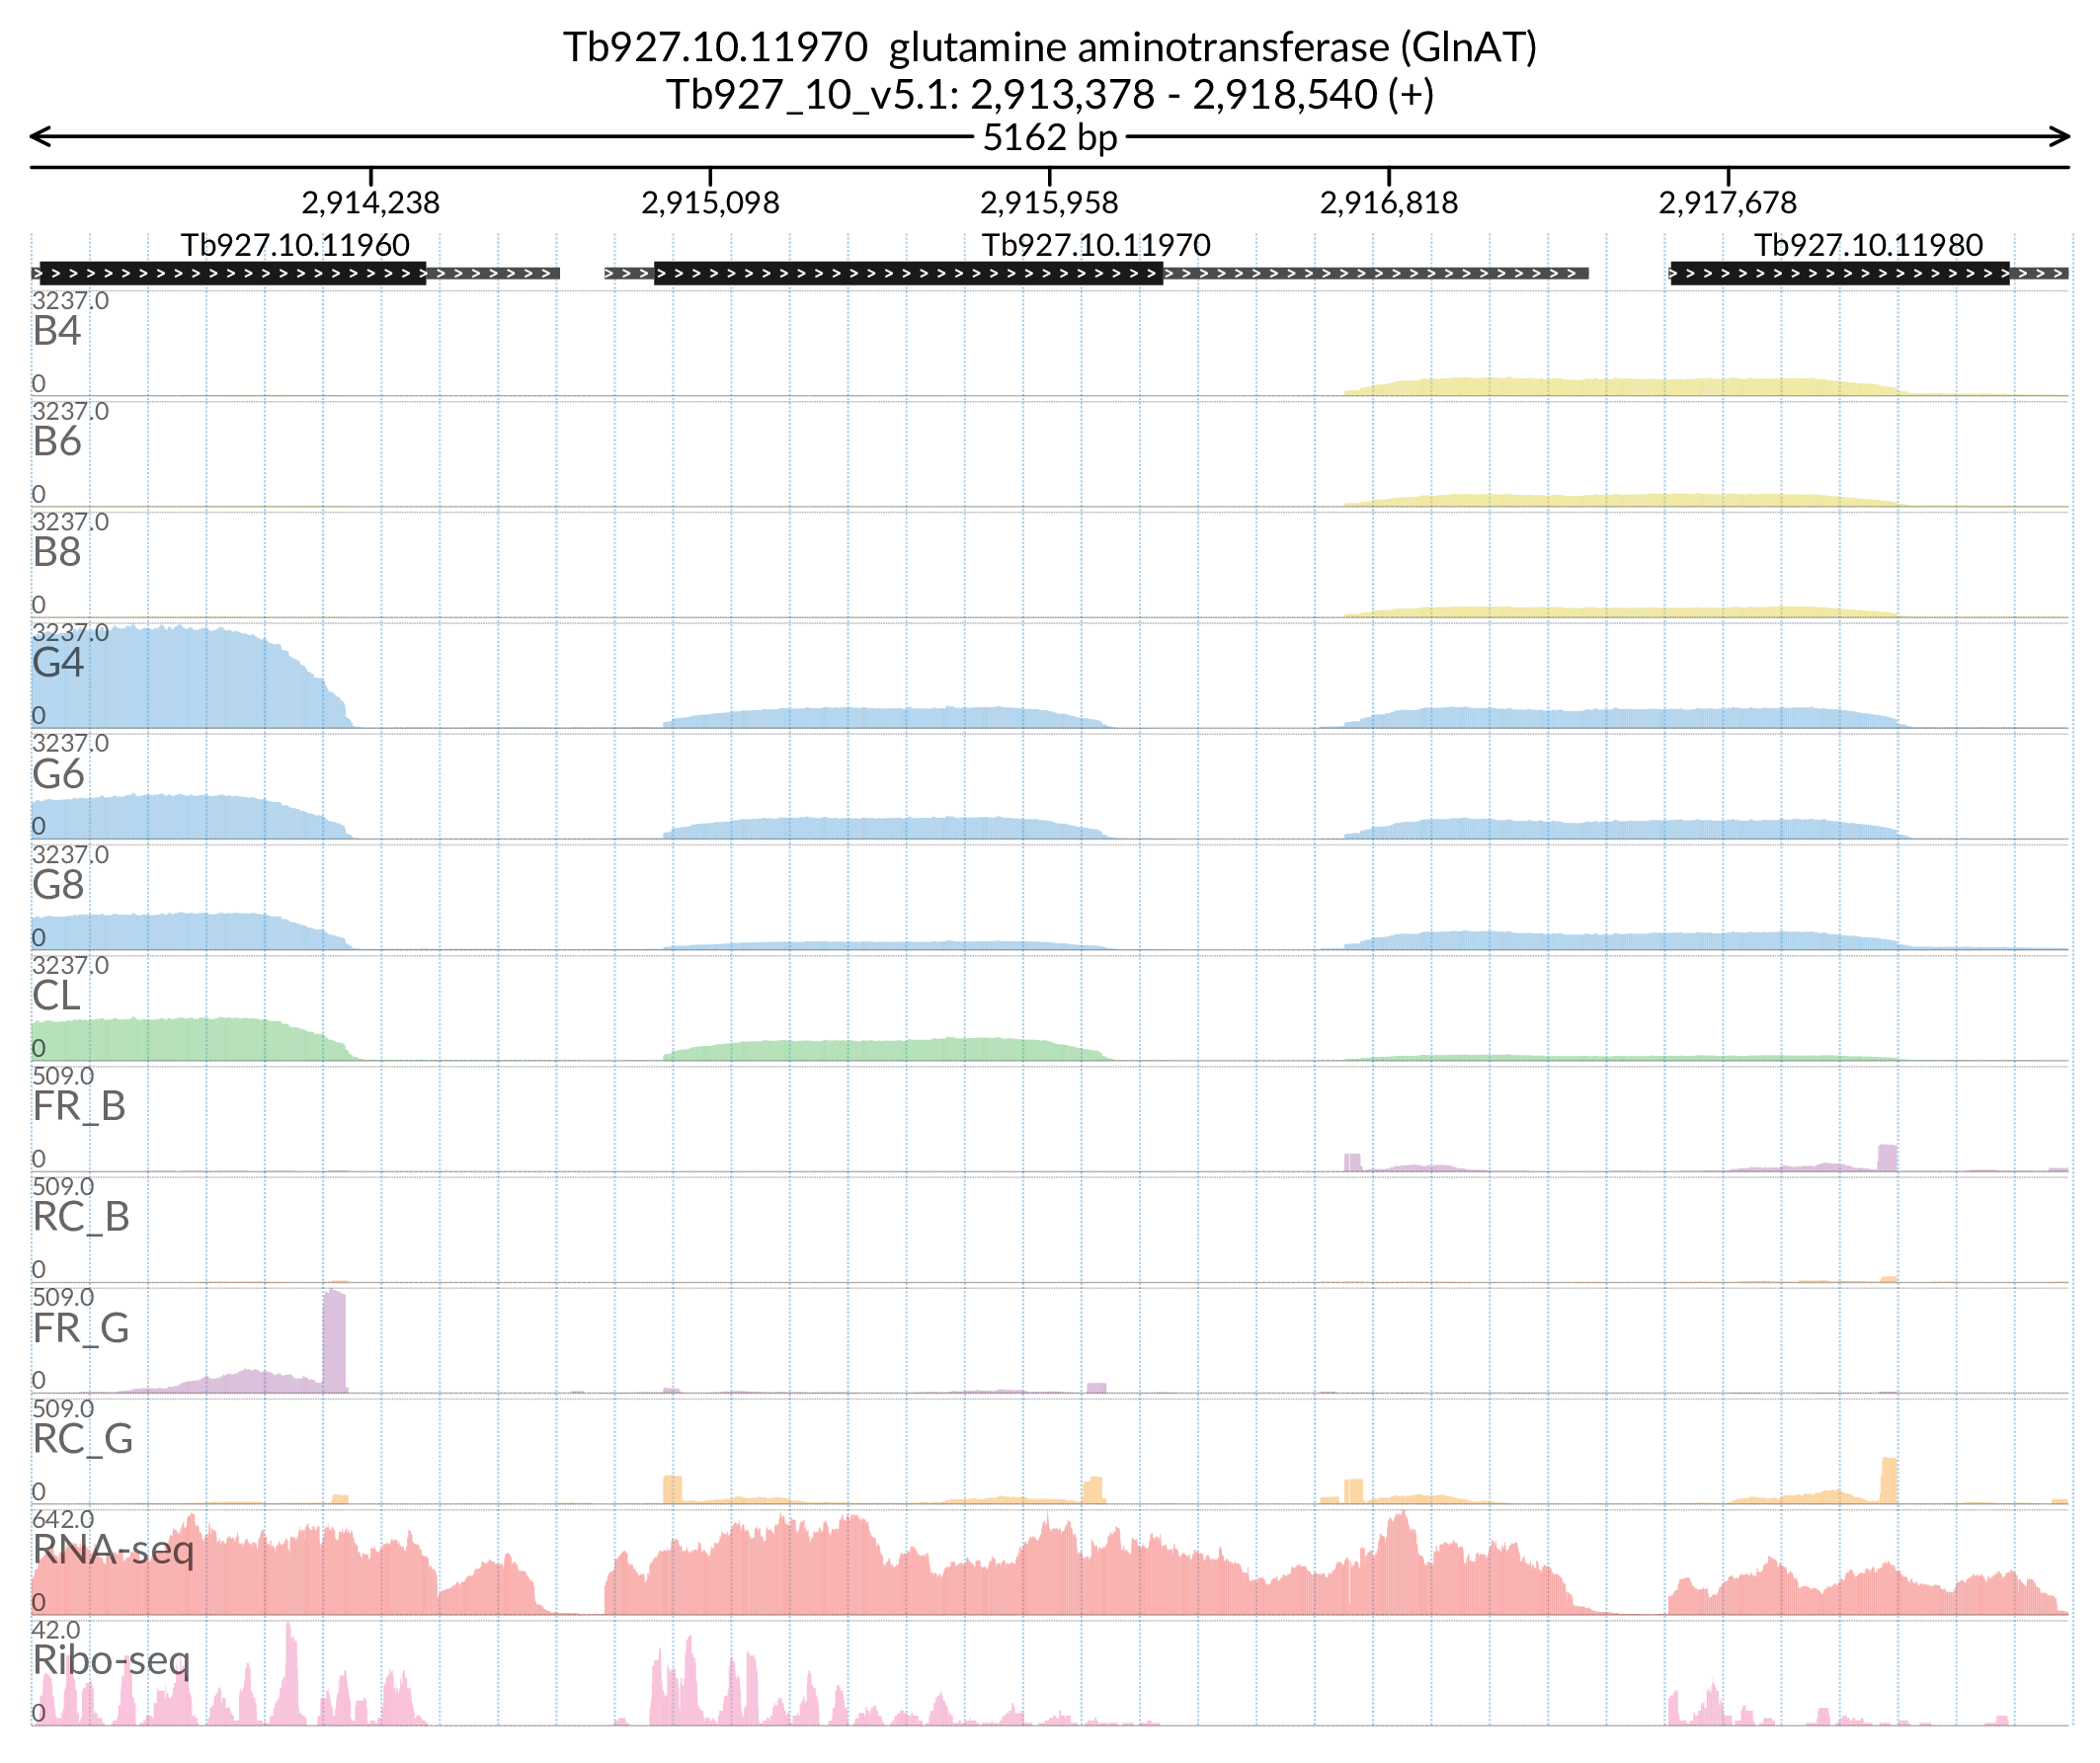 Tb927.10.11970 glutamine aminotransferase (GlnAT)
Tb927_10_v5.1: 2,913,378 - 2,918,540 (+)
5162 bp
2,914,238 2,915,098 2,915,958 2,916,818 2,917,678
Tb927.10.11960 Tb927.10.11970 Tb927.10.11980
3237.0
B4
0
3237.0
B6
0
3237.0
B8
0
3237.0
G4
0
3237.0
G6
0
3237.0
G8
0
3237.0
CL
0
509.0
FR_B
0
509.0
RC_B
0
509.0
FR_G
0
509.0
RC_G
0
642.0
RNA-seq
0
42.0
Ribo-seq
0